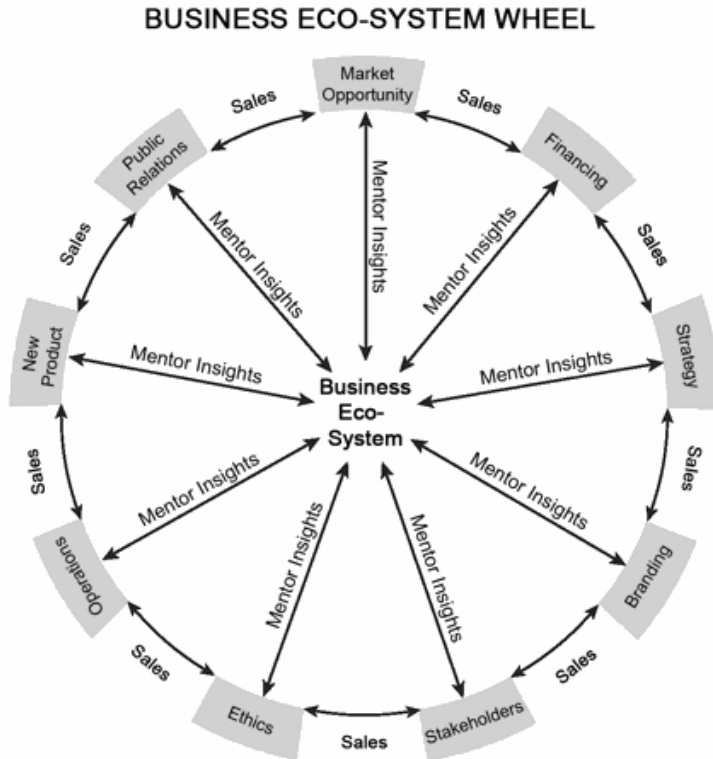 BUSINESS ECO-SYSTEM WHEEL
Market
Opportunity
Sales
Financing
Sales
Strategy
Sales
Branding
Sales
Stakeholders
Sales
Ethics
Sales
Operations
Sales
New
Product
Sales
Public
Relations
Sales
Mentor Insights
Mentor Insights
Mentor Insights
Mentor Insights
Mentor Insights
Mentor Insights
Mentor Insights
Mentor Insights
Mentor Insights
Business
Eco-
System